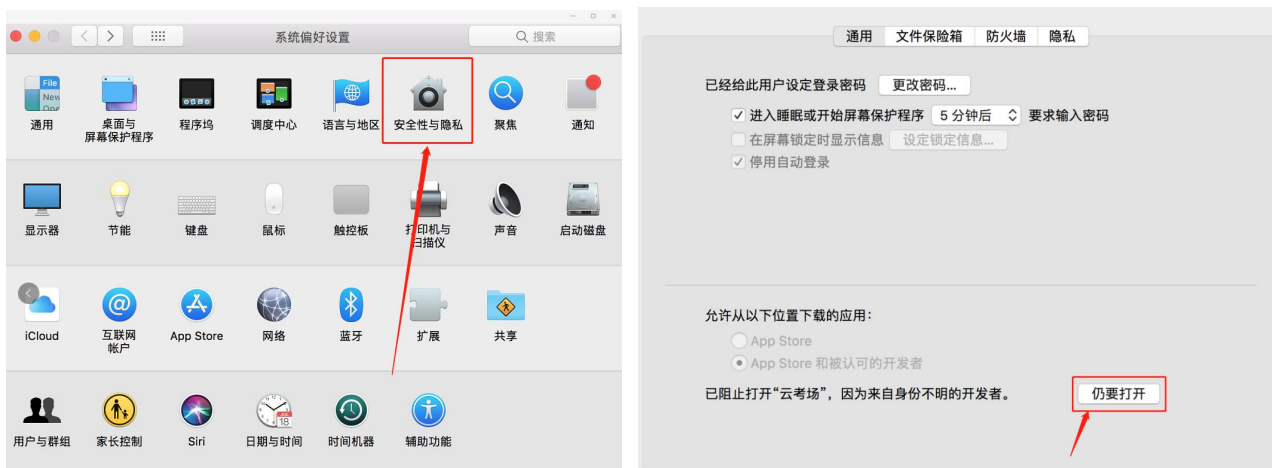 系统偏好设置
搜索
File
New
Ope
通用
桌面与
屏幕保护程序
程序坞
调度中心
语言与地区
安全性与隐私
聚焦
通知
显示器
节能
键盘
鼠标
触控板
打印机与
扫描仪
声音
启动磁盘
iCloud
互联网
帐户
App Store
网络
蓝牙
扩展
共享
用户与群组
家长控制
Siri
18
日期与时间
时间机器
辅助功能
通用 文件保险箱 防火墙 隐私
已经给此用户设定登录密码 更改密码...
进入睡眠或开始屏幕保护程序 5 分钟后 要求输入密码
在屏幕锁定时显示信息 设定锁定信息...
停用自动登录
允许从以下位置下载的应用:
App Store
App Store 和被认可的开发者
已阻止打开“云考场”，因为来自身份不明的开发者。 仍要打开